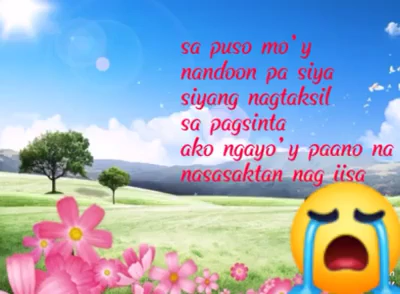 sa puso mo'y
nandoon pa siya
siyang nagtaksil
sa pagsinta
ako ngayo'y paano na
nasasaktan nag iisa